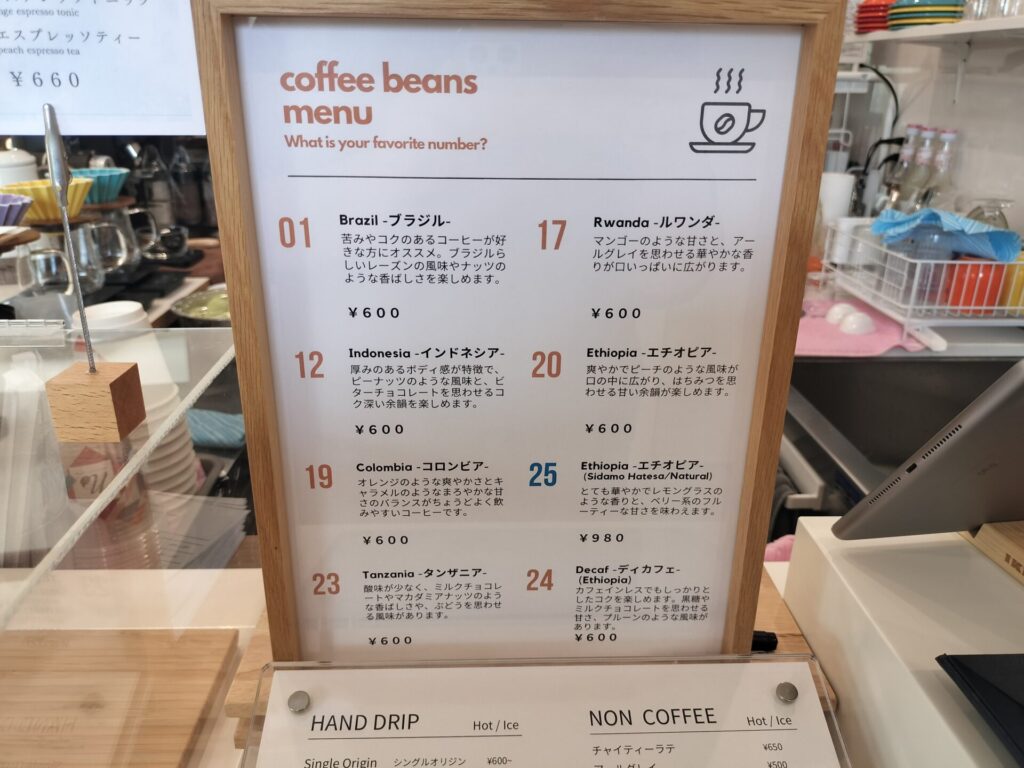 nge espresso tonic
エスプレッソティー
peach espresso tea
¥660
coffee beans
menu
What is your favorite number?
01
Brazil -ブラジル-
苦みやコクのあるコーヒーが好
きな方にオススメ。ブラジルら
しいレーズンの風味やナッツの
ような香ばしさを楽しめます。
¥600
12
Indonesia -インドネシア-
厚みのあるボディ感が特徴で、
ピーナッツのような風味と、ビ
ターチョコレートを思わせるコ
ク深い余韻を楽しめます。
¥600
19
Colombia -コロンビア-
オレンジのような爽やかさとキ
ャラメルのようなまろやかな甘
さのバランスがちょうどよく飲
みやすいコーヒーです。
¥600
23
Tanzania -タンザニア-
酸味が少なく、ミルクチョコレ
ートやマカダミアナッツのよう
な香ばしさや、ぶどうを思わせ
る風味があります。
¥600
17
Rwanda -ルワンダ-
マンゴーのような甘さと、アー
ルグレイを思わせる華やかな香
りが口いっぱいに広がります。
¥600
20
Ethiopia -エチオピア-
爽やかでピーチのような風味が
口の中に広がり、はちみつを思
わせる甘い余韻が楽しめます。
¥600
25
Ethiopia -エチオピア-
(Sidamo Hatesa/Natural)
とても華やかでレモングラスの
ような香りと、ベリー系のフル
ーティーな甘さを味わえます。
¥980
24
Decaf -ディカフェ-
(Ethiopia)
カフェインレスでもしっかりと
したコクを楽しめます。黒糖や
ミルクチョコレートを思わせる
甘さ、プルーンのような風味が
あります。
¥600
HAND DRIP Hot / Ice
Single Origin シングルオリジン ¥600~
NON COFFEE Hot / Ice
チャイティーラテ ¥650
アールグレイ ¥500